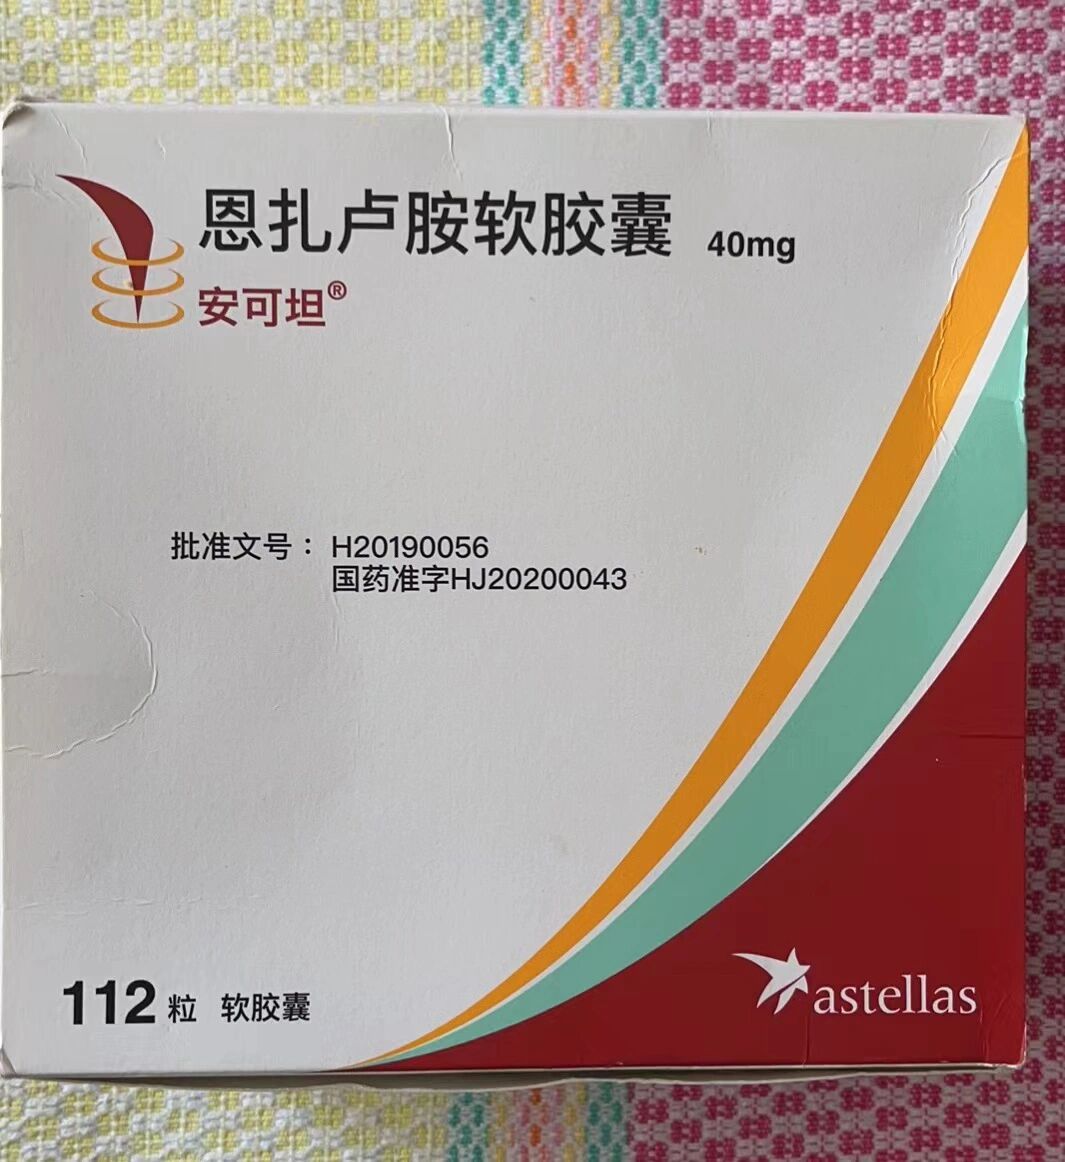 恩扎卢胺软胶囊 40mg
安可坦®
批准文号：H20190056
国药准字HJ20200043
112粒 软胶囊
astellas